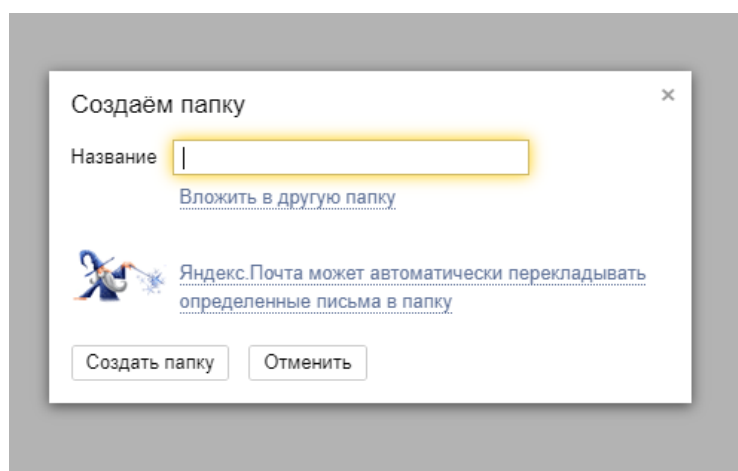 Создаём папку
×
Название
Вложить в другую папку
Яндекс.Почта может автоматически перекладывать
определенные письма в папку
Создать папку Отменить